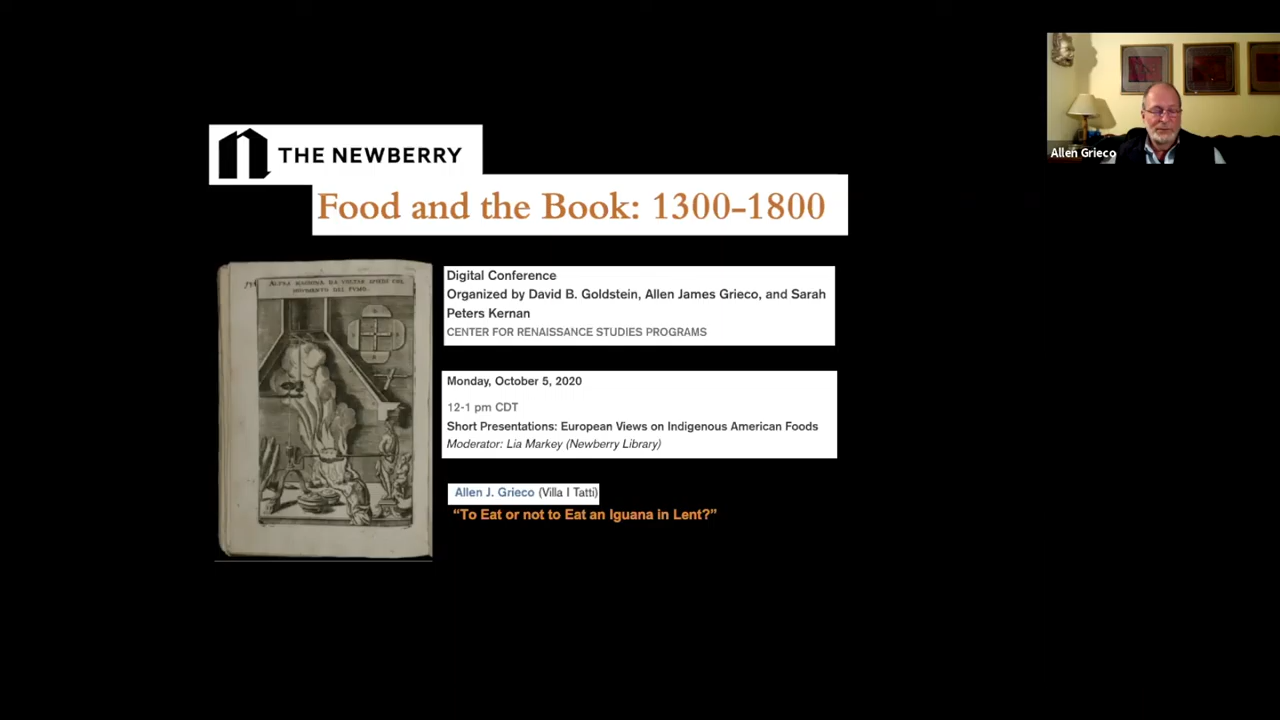 THE NEWBERRY
Food and the Book: 1300-1800
Digital Conference
Organized by David B. Goldstein, Allen James Grieco, and Sarah
Peters Kernan
CENTER FOR RENAISSANCE STUDIES PROGRAMS
Monday, October 5, 2020
12-1 pm CDT
Short Presentations: European Views on Indigenous American Foods
Moderator: Lia Markey (Newberry Library)
Allen J. Grieco (Villa I Tatti)
“To Eat or not to Eat an Iguana in Lent?”
Allen Grieco